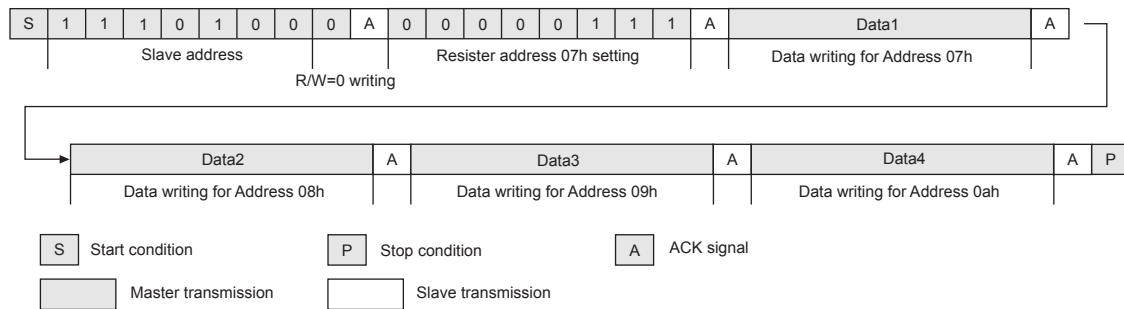 S 1 1 1 0 1 0 0 0 A 0 0 0 0 0 1 1 1 A Data1 A
Slave address Resister address 07h setting Data writing for Address 07h
R/W=0 writing
Data2 A Data3 A Data4 A P
Data writing for Address 08h Data writing for Address 09h Data writing for Address 0ah
S Start condition P Stop condition A ACK signal
Master transmission Slave transmission